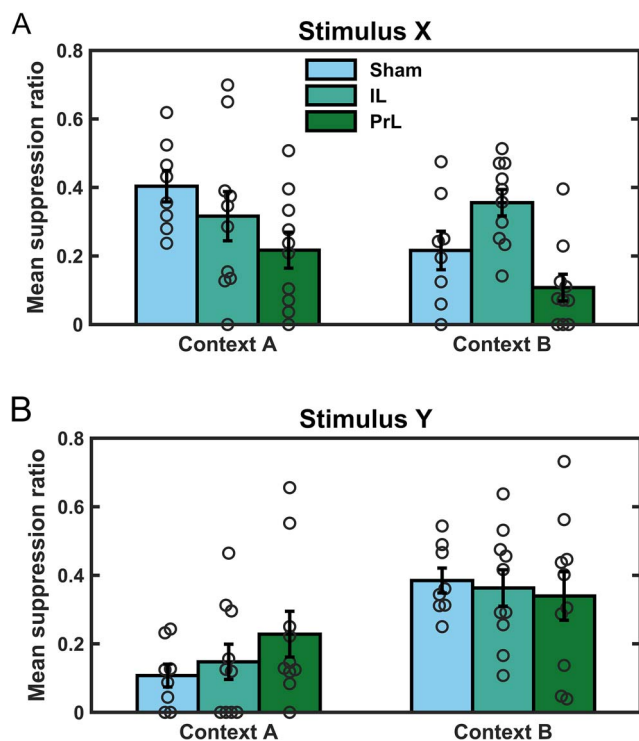 A
Stimulus X
Mean suppression ratio
0.8
0.6
0.4
0.2
0
Sham
IL
PrL
Context A
Context B
B
Stimulus Y
Mean suppression ratio
0.8
0.6
0.4
0.2
0
Context A
Context B